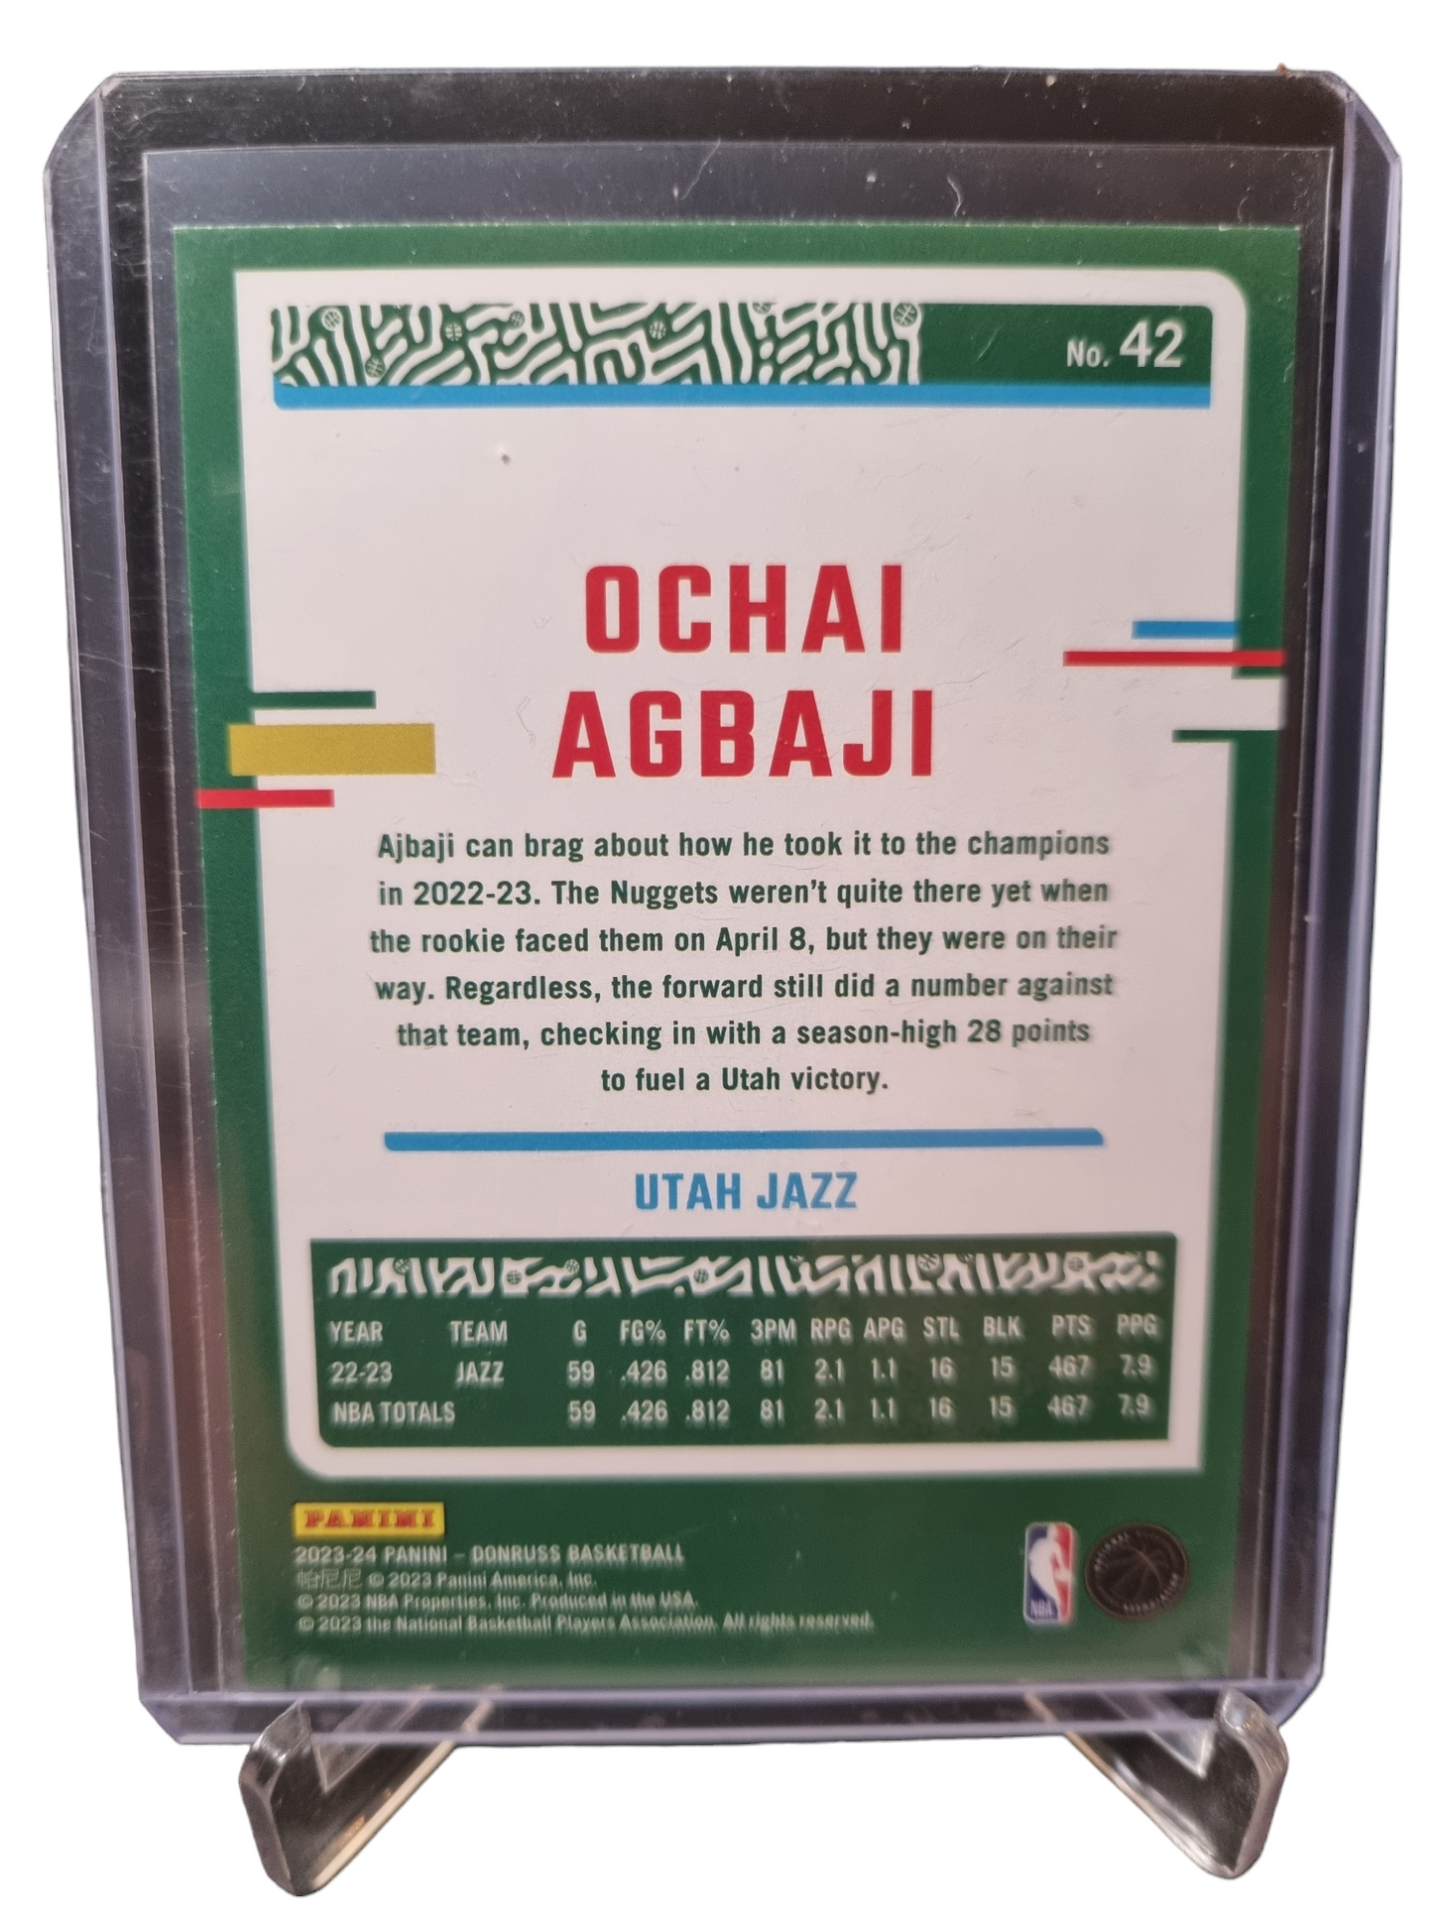 No. 42
OCHAI
AGBAJI
Ajbaji can brag about how he took it to the champions
in 2022-23. The Nuggets weren't quite there yet when
the rookie faced them on April 8, but they were on their
way. Regardless, the forward still did a number against
that team, checking in with a season-high 28 points
to fuel a Utah victory.
UTAH JAZZ
YEAR TEAM G FG% FT% 3PM RPG APG STL BLK PTS PPG
22-23 JAZZ 59 .426 .812 81 2.1 1.1 16 15 467 7.9
NBA TOTALS 59 .426 .812 81 2.1 1.1 16 15 467 7.9
PANINI
2023-24 PANINI – DONRUSS BASKETBALL
帕尼尼 © 2023 Panini America, Inc.
© 2023 NBA Properties, Inc. Produced in the USA.
© 2023 the National Basketball Players Association. All rights reserved.
NBA